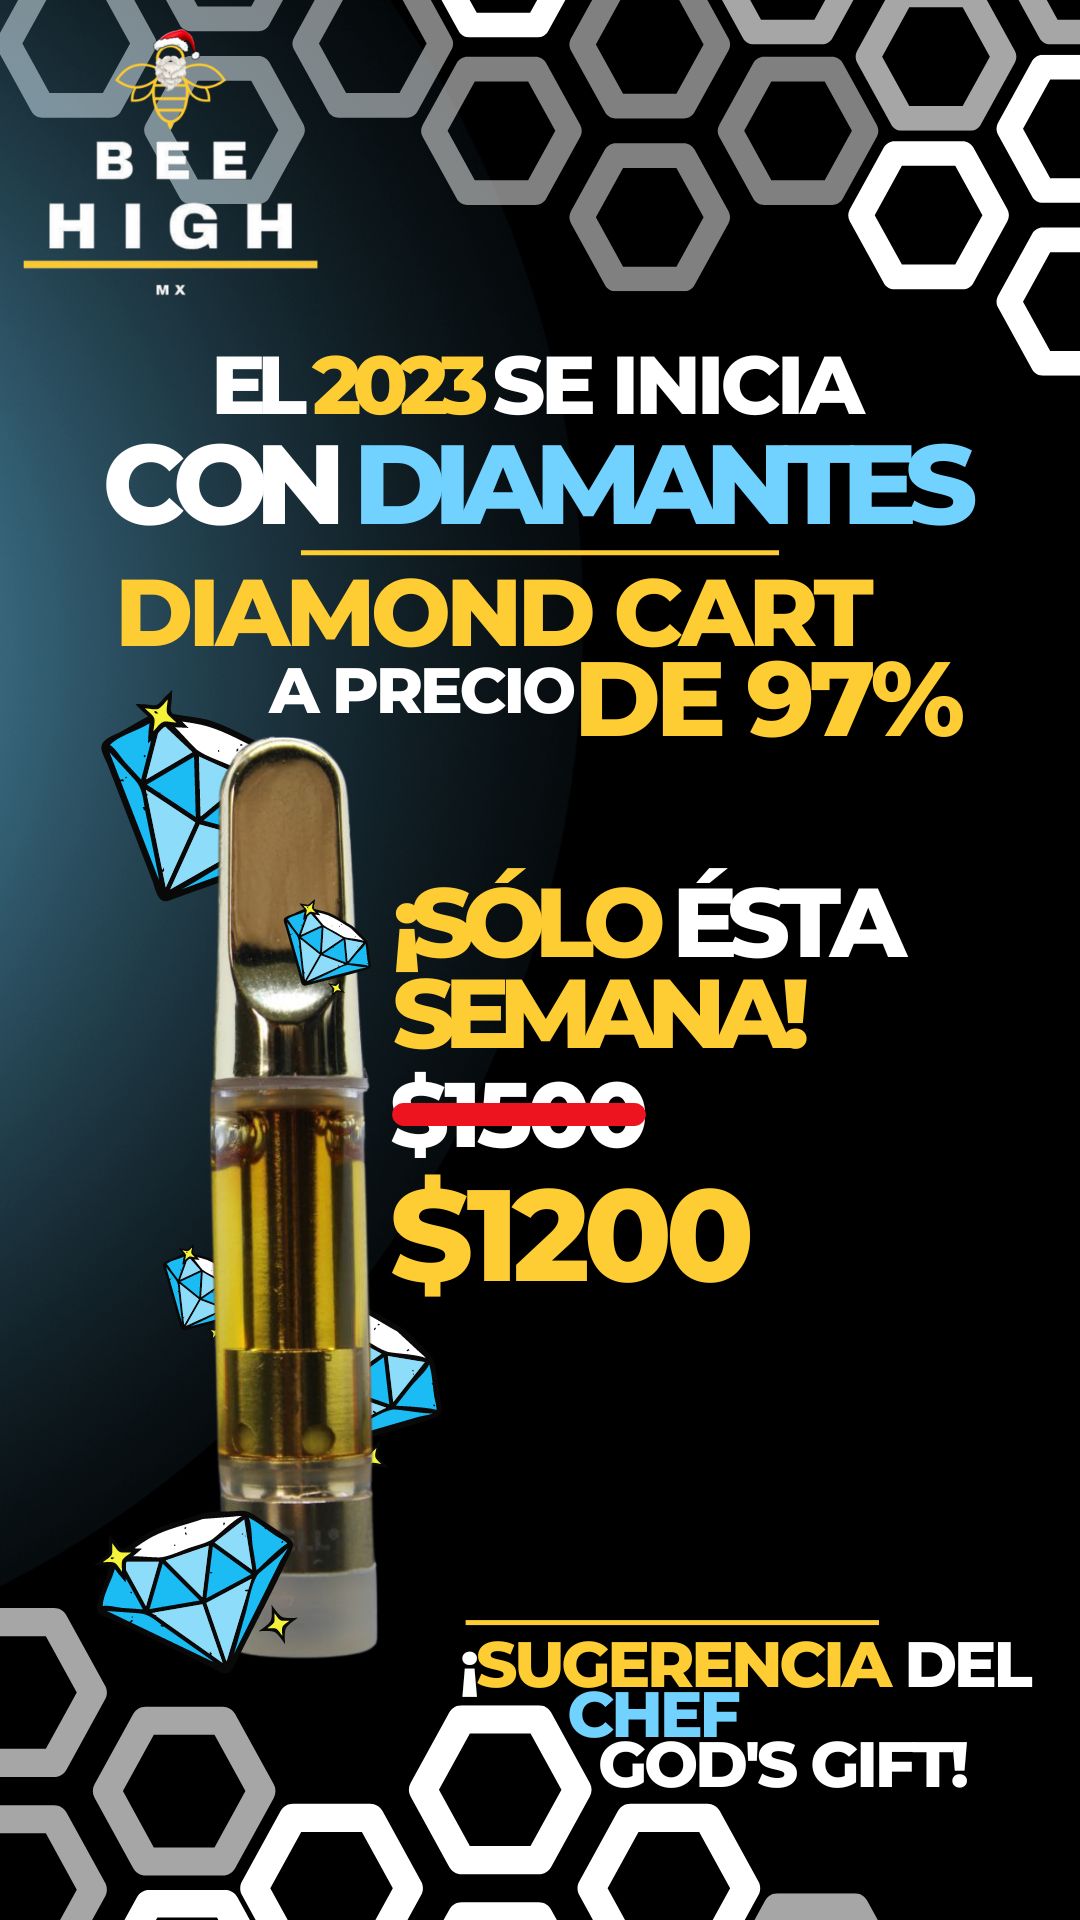 BEE
HIGH
MX
EL 2023 SE INICIA
CON DIAMANTES
DIAMOND CART
A PRECIO DE 97%
¡SÓLO ÉSTA
SEMANA!
$1500
$1200
¡SUGERENCIA DEL
CHEF
GOD'S GIFT!